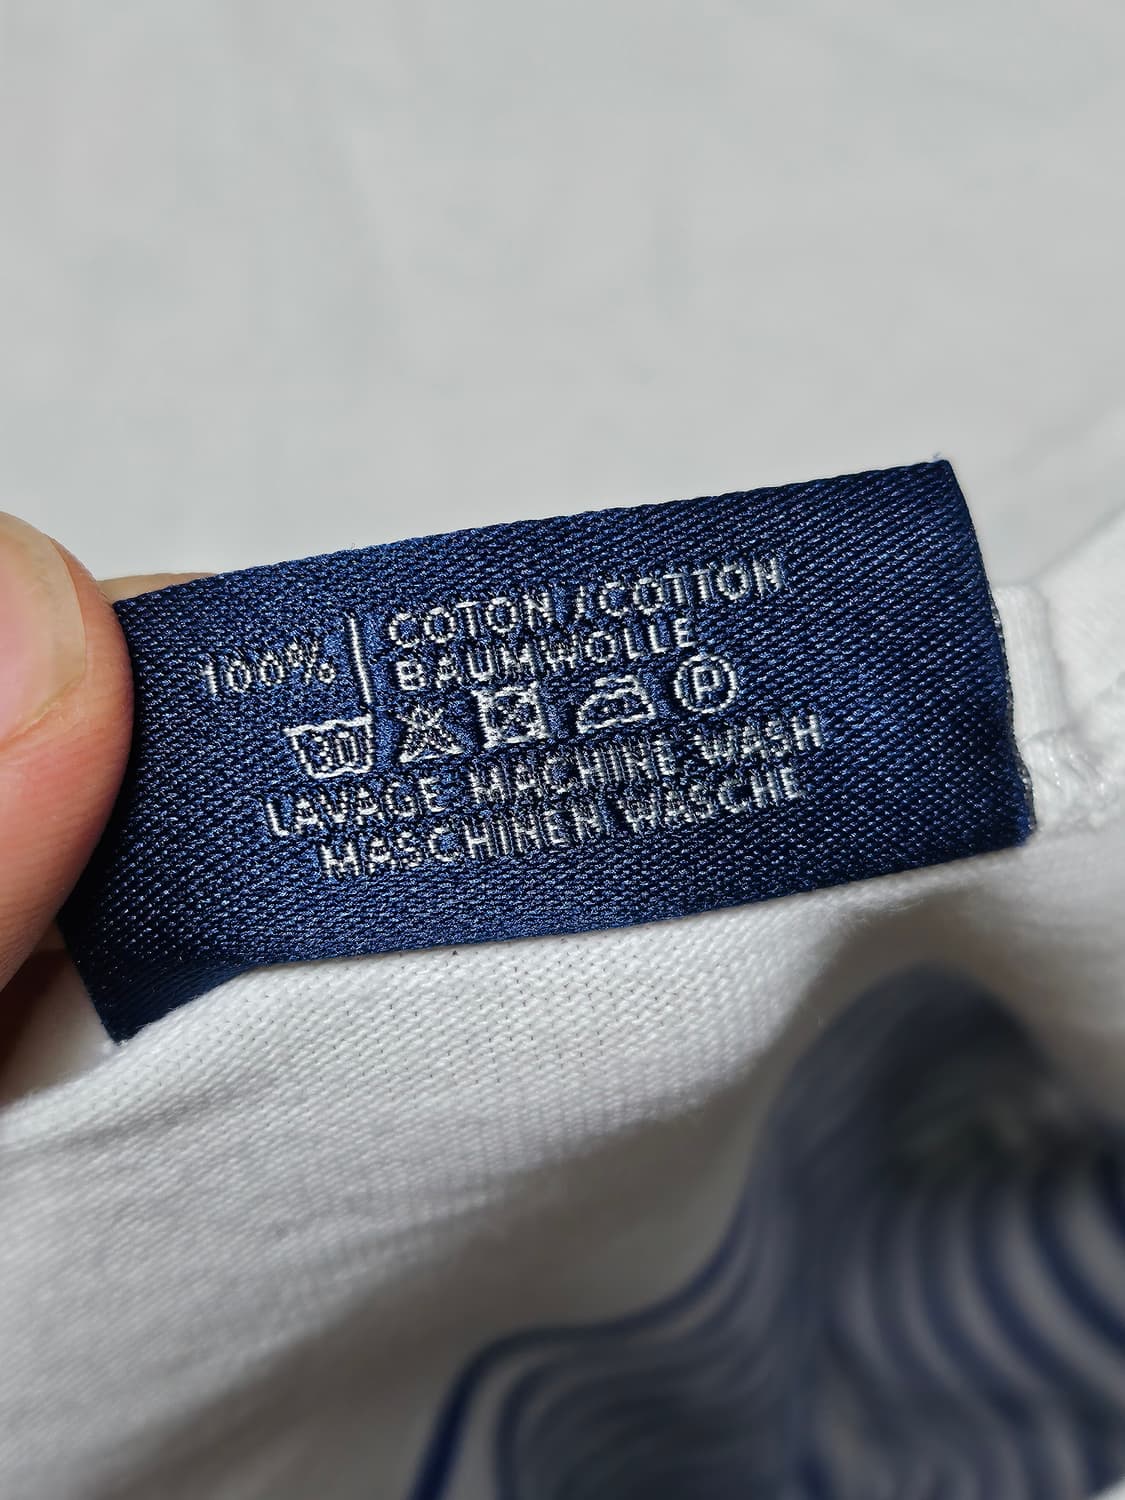 100% COTON / COTTON
BAUMWOLLE
30 P
LAVAGE MACHINE WASH
MASCHINEN WASCHE